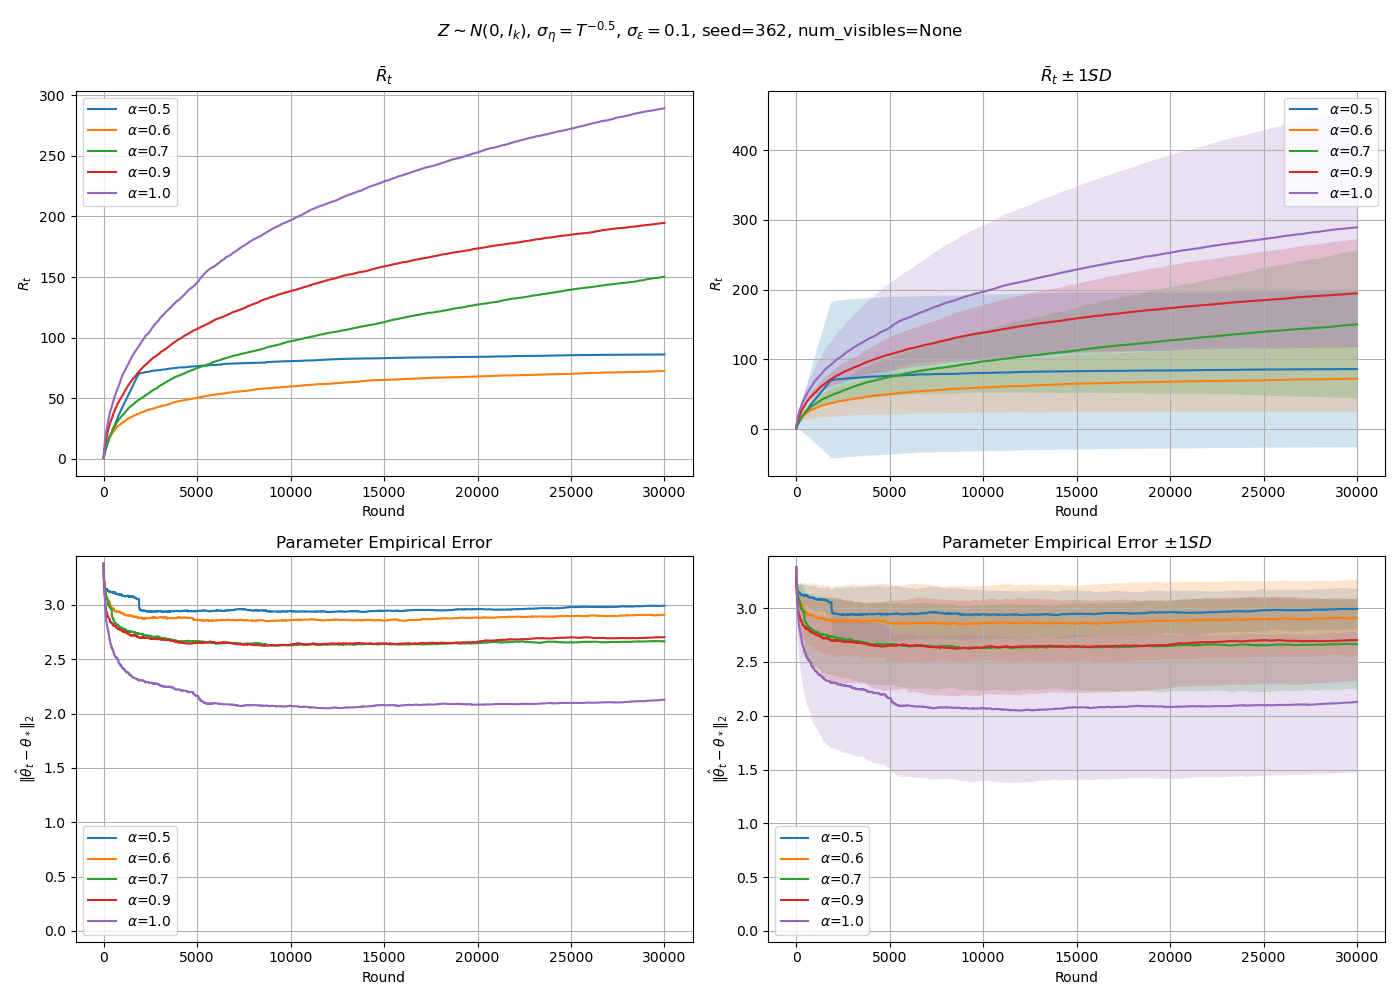 Z ∼ N(0, I_k), σ_η = T^{−0.5}, σ_ε = 0.1, seed=362, num_visibles=None
R̄_t
R_t
300
250
200
150
100
50
0
α=0.5
α=0.6
α=0.7
α=0.9
α=1.0
0 5000 10000 15000 20000 25000 30000
Round
R̄_t ± 1SD
R_t
400
300
200
100
0
α=0.5
α=0.6
α=0.7
α=0.9
α=1.0
0 5000 10000 15000 20000 25000 30000
Round
Parameter Empirical Error
‖θ̂_t − θ_*‖_2
3.0
2.5
2.0
1.5
1.0
0.5
0.0
α=0.5
α=0.6
α=0.7
α=0.9
α=1.0
0 5000 10000 15000 20000 25000 30000
Round
Parameter Empirical Error ±1SD
‖θ̂_t − θ_*‖_2
3.0
2.5
2.0
1.5
1.0
0.5
0.0
α=0.5
α=0.6
α=0.7
α=0.9
α=1.0
0 5000 10000 15000 20000 25000 30000
Round